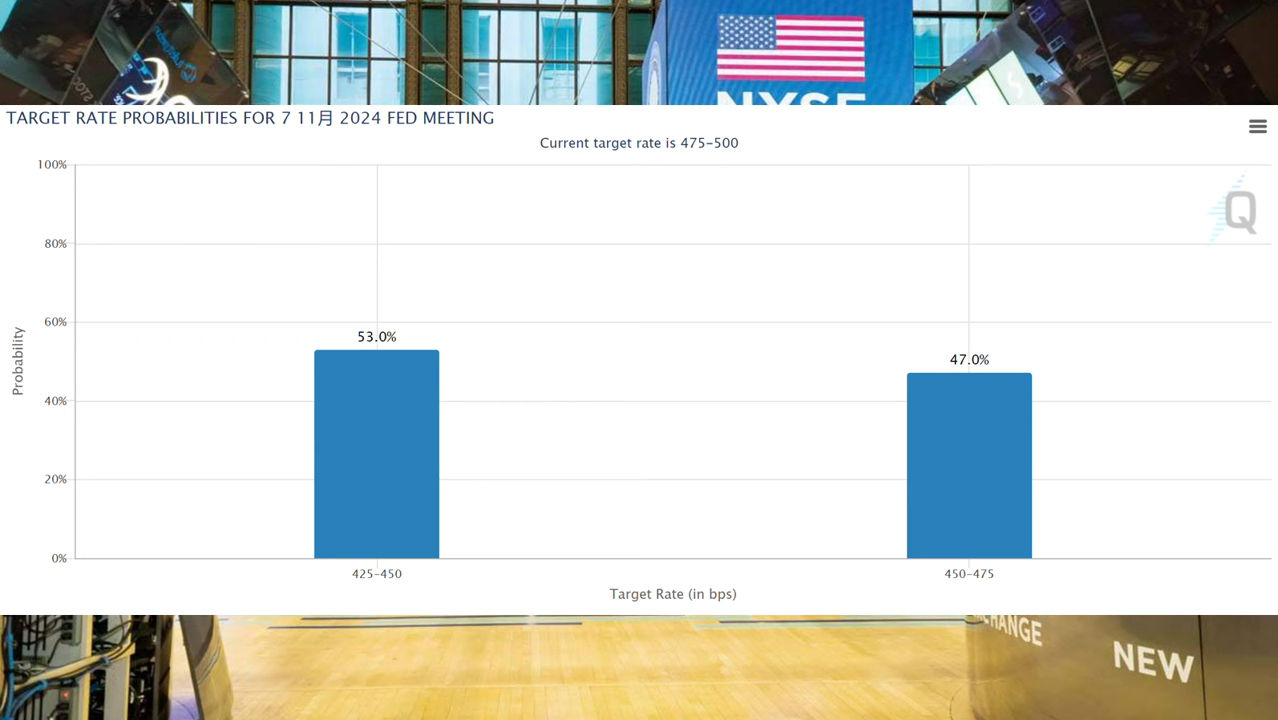 NYSE
TARGET RATE PROBABILITIES FOR 7 11月 2024 FED MEETING
Current target rate is 475-500
100%
80%
60%
40%
20%
0%
Probability
53.0%
47.0%
425-450
450-475
Target Rate (in bps)
Q
CHANGE
NEW